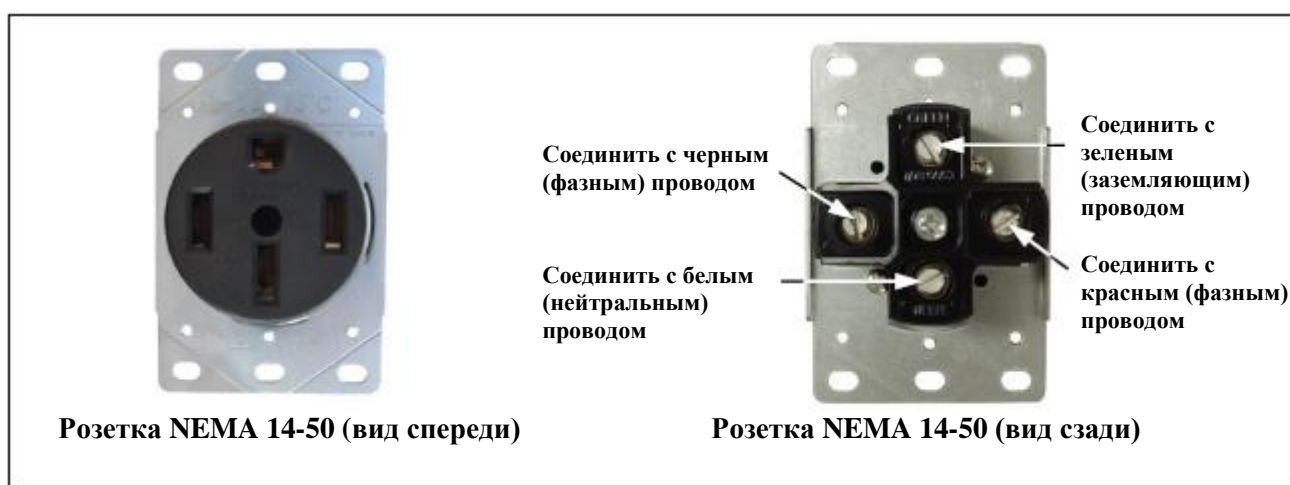 Соединить с черным
(фазным) проводом
Соединить с белым
(нейтральным)
проводом
Соединить с
зеленым
(заземляющим)
проводом
Соединить с
красным (фазным)
проводом
Розетка NEMA 14-50 (вид спереди)
Розетка NEMA 14-50 (вид сзади)